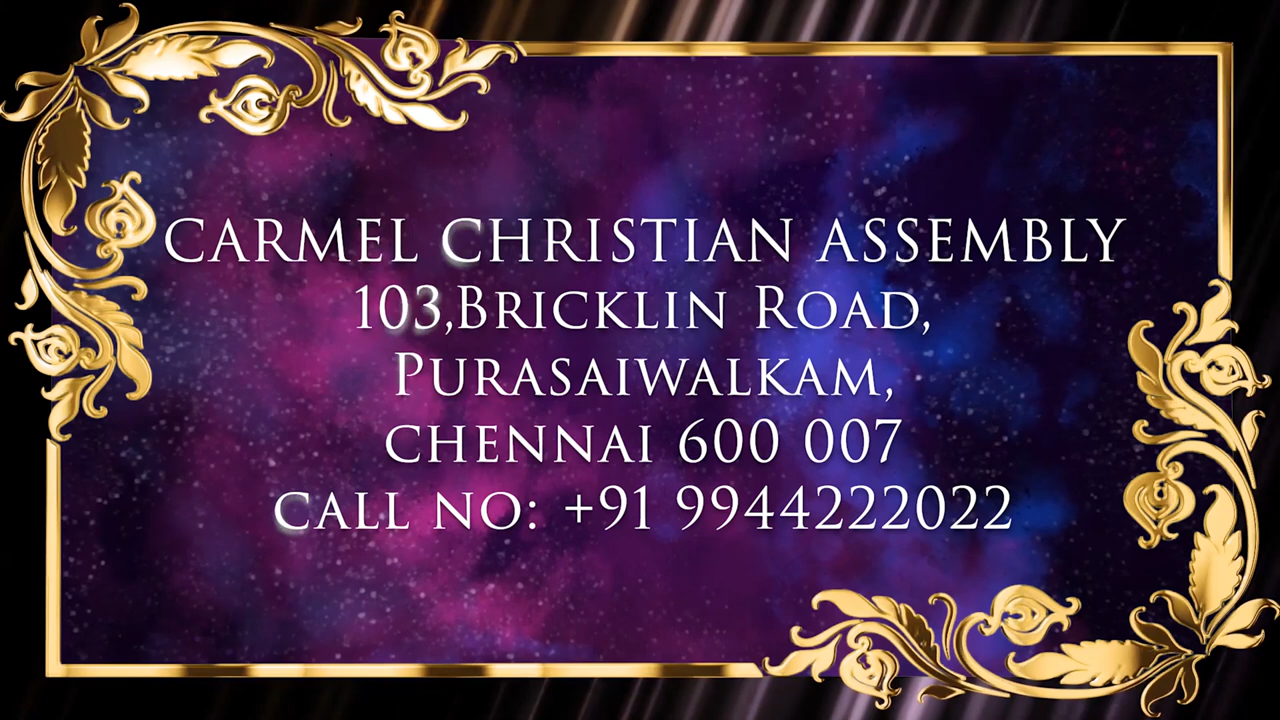 CARMEL CHRISTIAN ASSEMBLY
103,Bricklin Road,
Purasaiwalkam,
chennai 600 007
call no: +91 9944222022